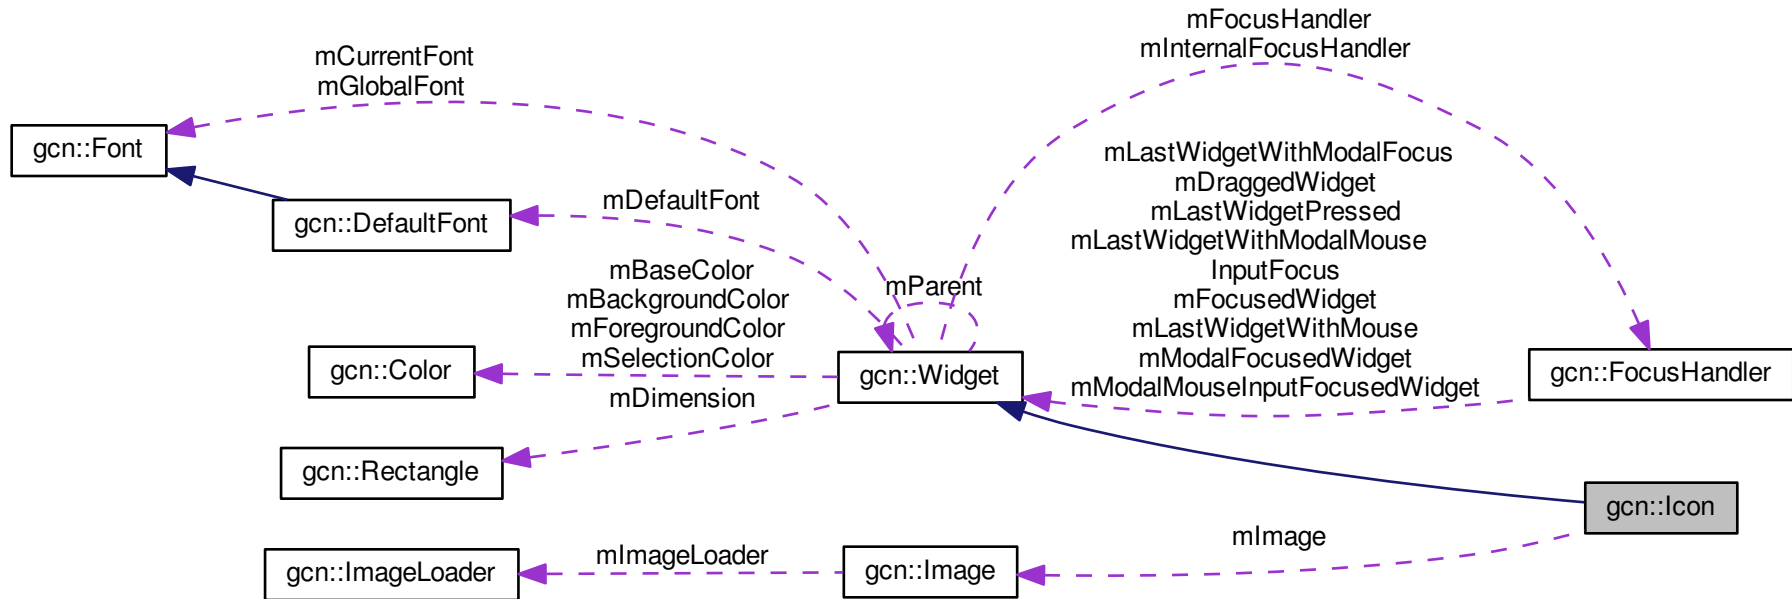 mFocusHandler
mInternalFocusHandler
mCurrentFont
mGlobalFont
gcn::Font
mLastWidgetWithModalFocus
mDraggedWidget
mLastWidgetPressed
mLastWidgetWithModalMouse
InputFocus
mFocusedWidget
mLastWidgetWithMouse
mModalFocusedWidget
mModalMouseInputFocusedWidget
mDefaultFont
gcn::DefaultFont
mBaseColor
mBackgroundColor
mForegroundColor
mSelectionColor
mParent
gcn::Color
gcn::Widget
gcn::FocusHandler
mDimension
gcn::Rectangle
gcn::Icon
mImage
mImageLoader
gcn::ImageLoader
gcn::Image